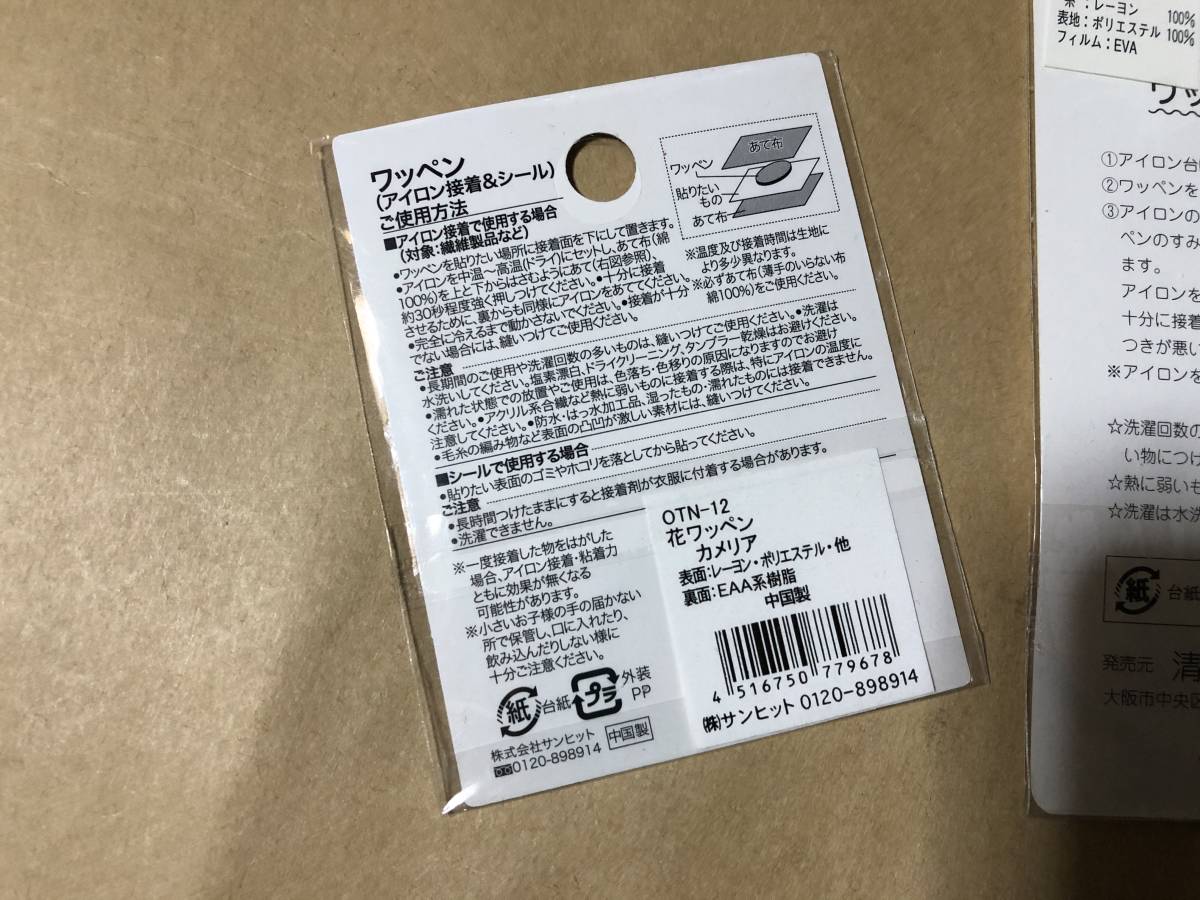 ワッペン
(アイロン接着&シール)
ご使用方法
■アイロン接着で使用する場合
(対象:繊維製品など)
●ワッペンを貼りたい場所に接着面を下にして置きます。
●アイロンを中温～高温(ドライ)にセットし、あて布(綿
100%)を上と下からはさむようにあて(右図参照)、
約30秒程度強く押しつけてください。●十分に接着
させるために、裏からも同様にアイロンをあててください。
●完全に冷えるまで動かさないでください。●接着が十分
でない場合には、縫いつけてご使用ください。
あて布
ワッペン
貼りたい
もの
あて布
※温度及び接着時間は生地に
より多少異なります。
※必ずあて布(薄手のいらない布
綿100%)をご使用ください。
ご注意
●長期間のご使用や洗濯回数の多いものは、縫いつけてご使用ください。●洗濯は
水洗いしてください。塩素漂白、ドライクリーニング、タンブラー乾燥はお避けください。
●濡れた状態での放置やご使用は、色落ち・色移りの原因になりますのでお避け
ください。●アクリル系合繊など熱に弱いものに接着する際は、特にアイロンの温度に
注意してください。●防水・はっ水加工品、湿ったもの・濡れたものには接着できません。
●毛糸の編み物など表面の凸凹が激しい素材には、縫いつけてください。
■シールで使用する場合
●貼りたい表面のゴミやホコリを落としてから貼ってください。
ご注意
●長時間つけたままにすると接着剤が衣服に付着する場合があります。
●洗濯できません。
※一度接着した物をはがした
場合、アイロン接着・粘着力
ともに効果が無くなる
可能性があります。
※小さいお子様の手の届かない
所で保管し、口に入れたり、
飲み込んだりしない様に
十分ご注意ください。
紙 台紙 プラ 外装
PP
株式会社サンヒット
0120-898914 中国製
OTN-12
花ワッペン
カメリア
表面:レーヨン・ポリエステル・他
裏面:EAA系樹脂
中国製
4 516750 779678
(株)サンヒット 0120-898914
糸:レーヨン 100%
表地:ポリエステル 100%
フィルム:EVA
ワッ
①アイロン台
②ワッペンを
③アイロンの
ペンのすみ
ます。
アイロンを
十分に接着
つきが悪い
※アイロンを
☆洗濯回数の
い物につけ
☆熱に弱いも
☆洗濯は水洗
紙 台紙
発売元 清
大阪市中央区